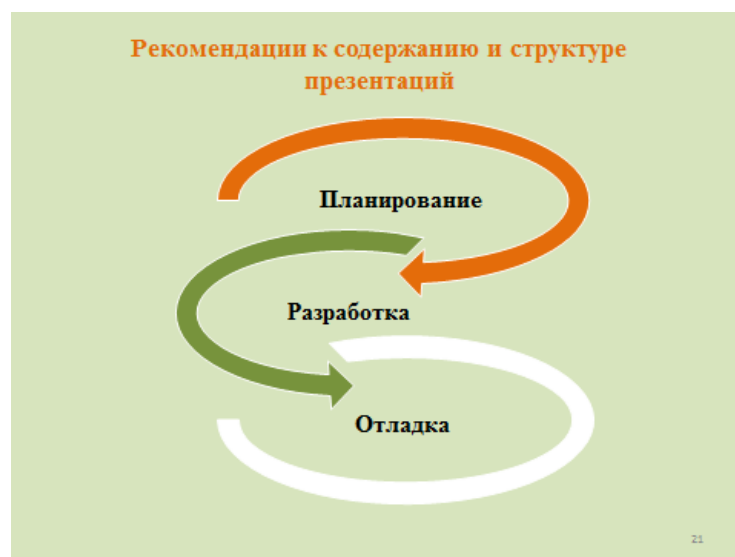 Рекомендации к содержанию и структуре
презентаций
Планирование
Разработка
Отладка
21